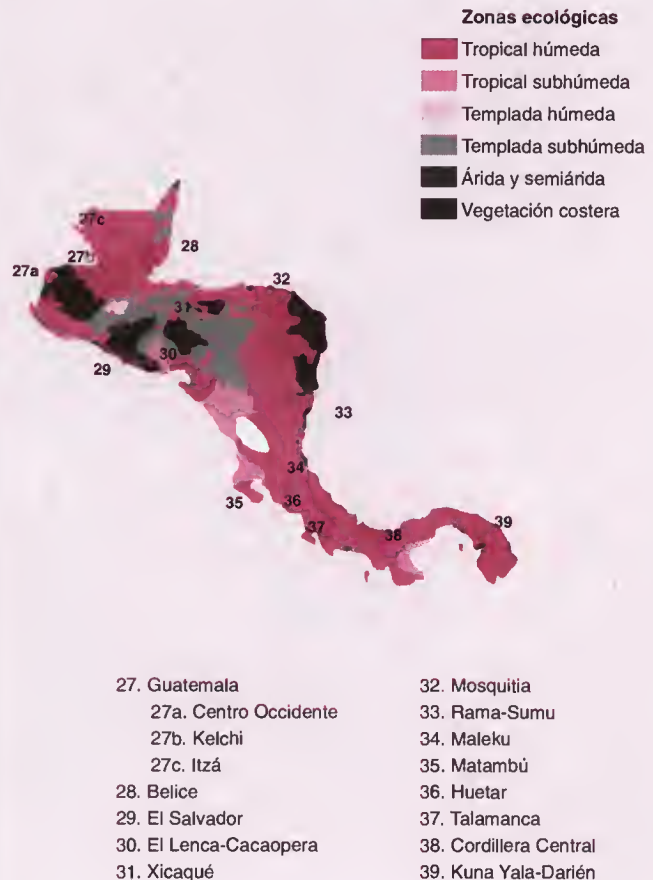 Zonas ecológicas
Tropical húmeda
Tropical subhúmeda
Templada húmeda
Templada subhúmeda
Árida y semiárida
Vegetación costera
27c
28
27b
27a
32
31
30
29
33
34
35
36
39
37
38
27. Guatemala
27a. Centro Occidente
27b. Kelchi
27c. Itzá
28. Belice
29. El Salvador
30. El Lenca-Cacaopera
31. Xicaqué
32. Mosquitia
33. Rama-Sumu
34. Maleku
35. Matambú
36. Huetar
37. Talamanca
38. Cordillera Central
39. Kuna Yala-Darién